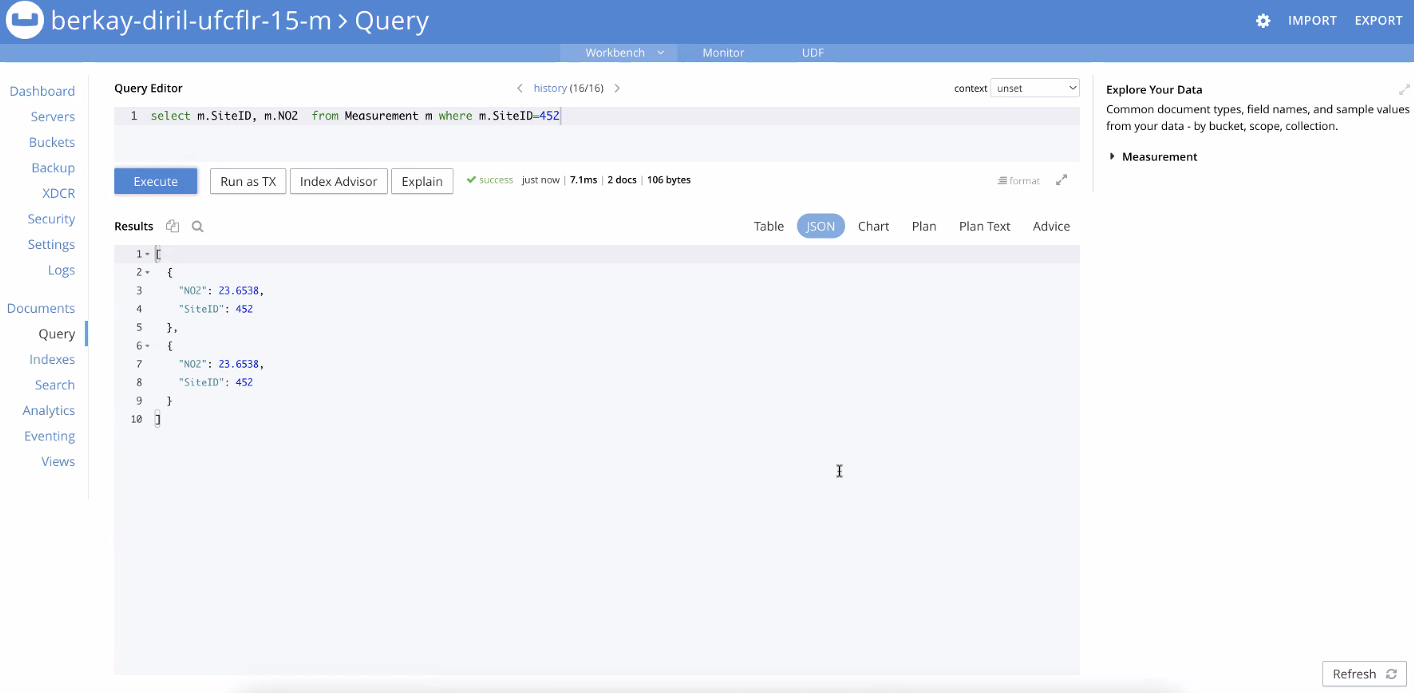 berkay-diril-ufcflr-15-m > Query
IMPORT
EXPORT
Workbench
Monitor
UDF
Dashboard
Servers
Buckets
Backup
XDCR
Security
Settings
Logs
Documents
Query
Indexes
Search
Analytics
Eventing
Views
Query Editor
< history (16/16) >
context unset
1 select m.SiteID, m.NO2  from Measurement m where m.SiteID=452
Execute
Run as TX
Index Advisor
Explain
success just now | 7.1ms | 2 docs | 106 bytes
format
Results
Table
JSON
Chart
Plan
Plan Text
Advice
1 [
2 {
3 "NO2": 23.6538,
4 "SiteID": 452
5 },
6 {
7 "NO2": 23.6538,
8 "SiteID": 452
9 }
10 ]
Explore Your Data
Common document types, field names, and sample values
from your data - by bucket, scope, collection.
Measurement
Refresh